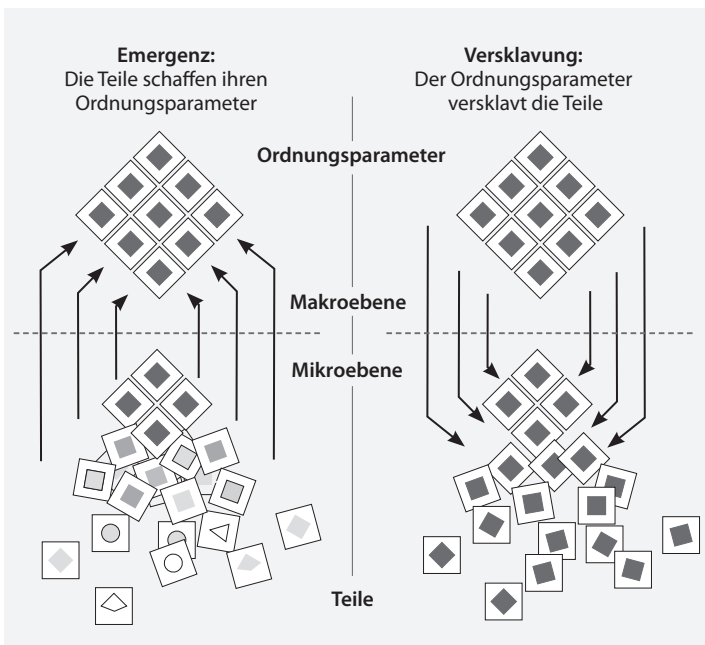 Emergenz:
Die Teile schaffen ihren
Ordnungsparameter
Versklavung:
Der Ordnungsparameter
versklavt die Teile
Ordnungsparameter
Makroebene
Mikroebene
Teile